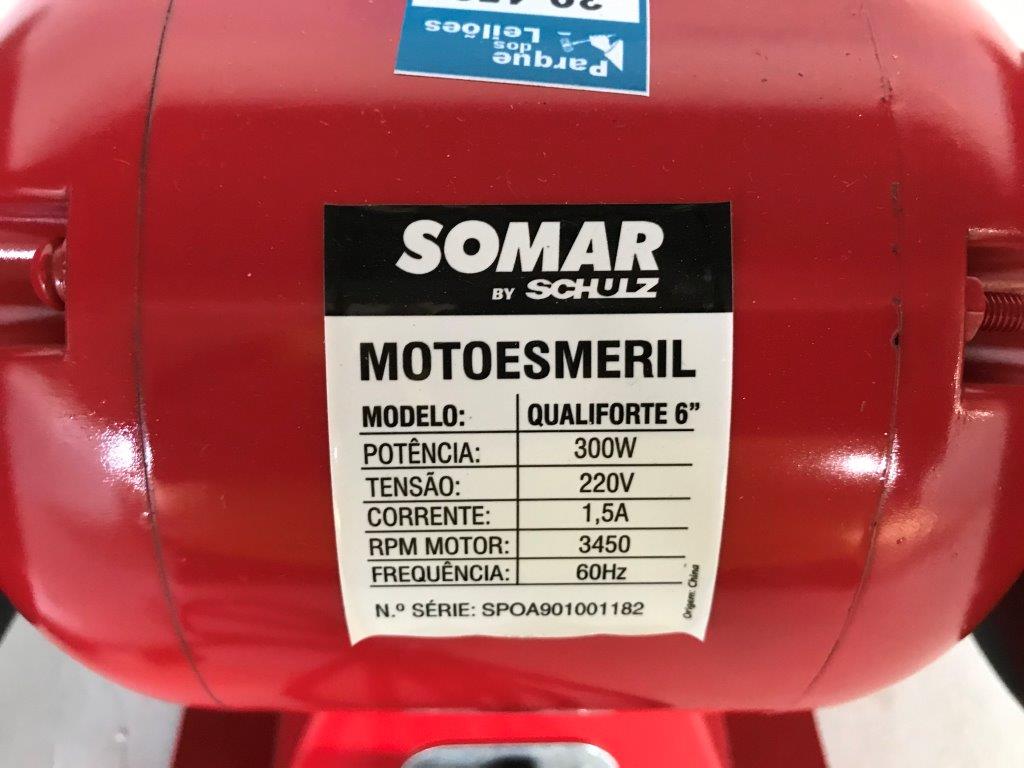 Parque
dos
Leilões
SOMAR
BY SCHULZ
MOTOESMERIL
MODELO: QUALIFORTE 6”
POTÊNCIA: 300W
TENSÃO: 220V
CORRENTE: 1,5A
RPM MOTOR: 3450
FREQUÊNCIA: 60Hz
N.º SÉRIE: SPOA901001182
Origem: China